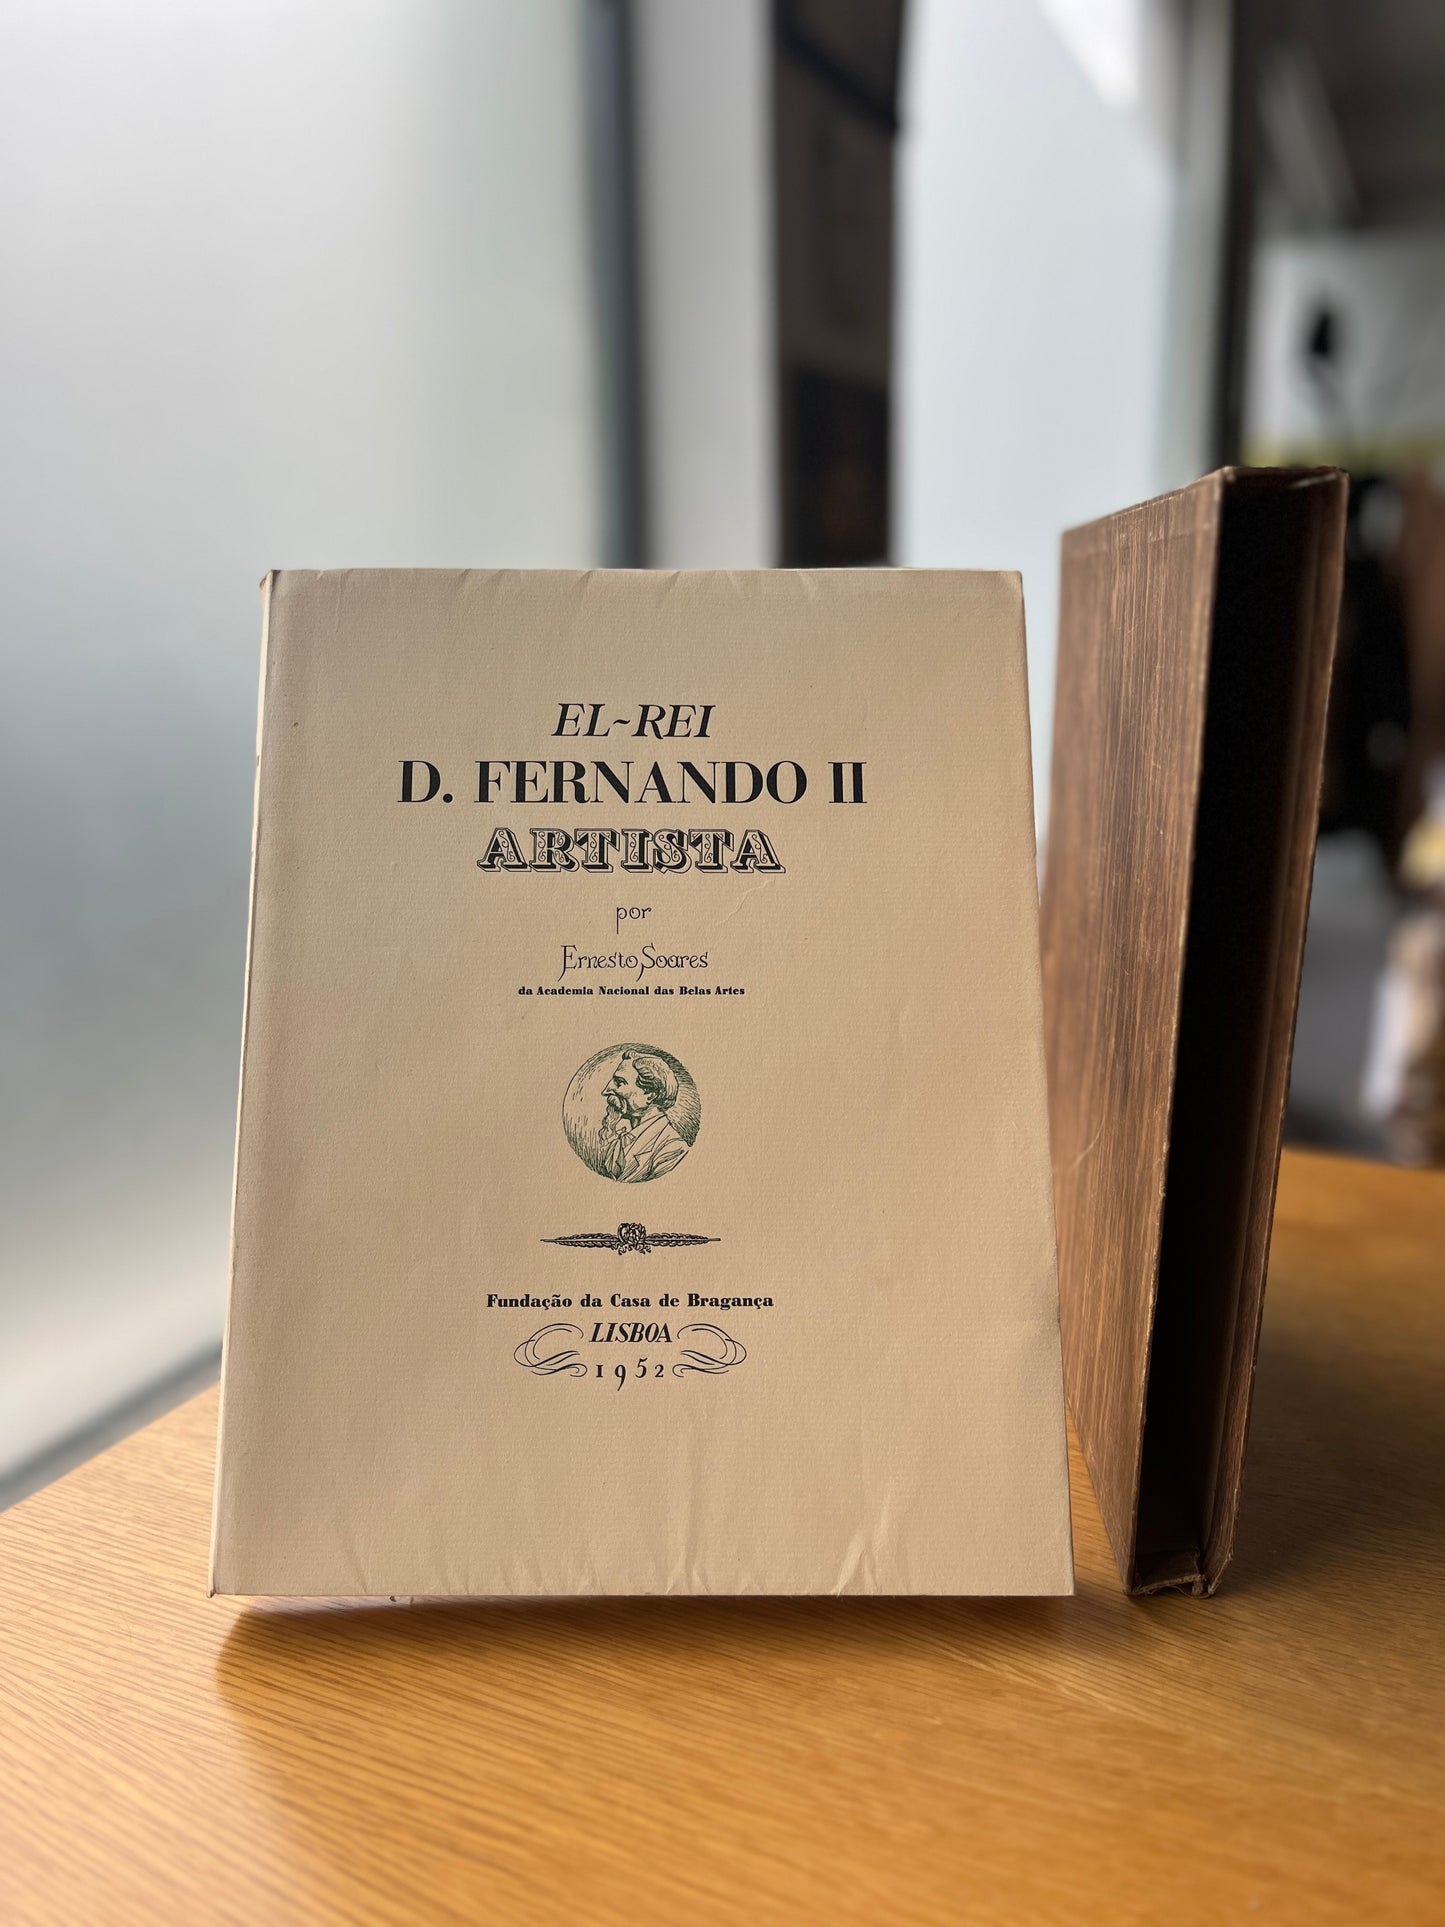 EL-REI
D. FERNANDO II
ARTISTA
por
Ernesto Soares
da Academia Nacional das Belas Artes
Fundação da Casa de Bragança
LISBOA
1952